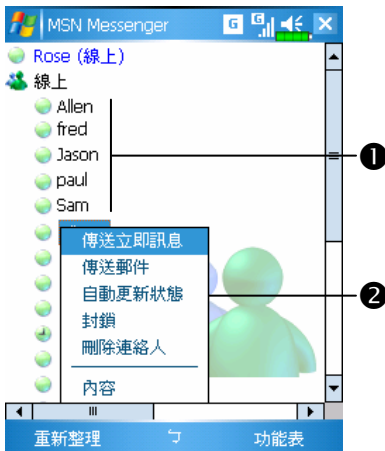 MSN Messenger G G
Rose (線上)
線上
Allen
fred
Jason
❶
paul
Sam
傳送立即訊息
傳送郵件
自動更新狀態
❷
封鎖
刪除連絡人
內容
重新整理 ㄅ 功能表